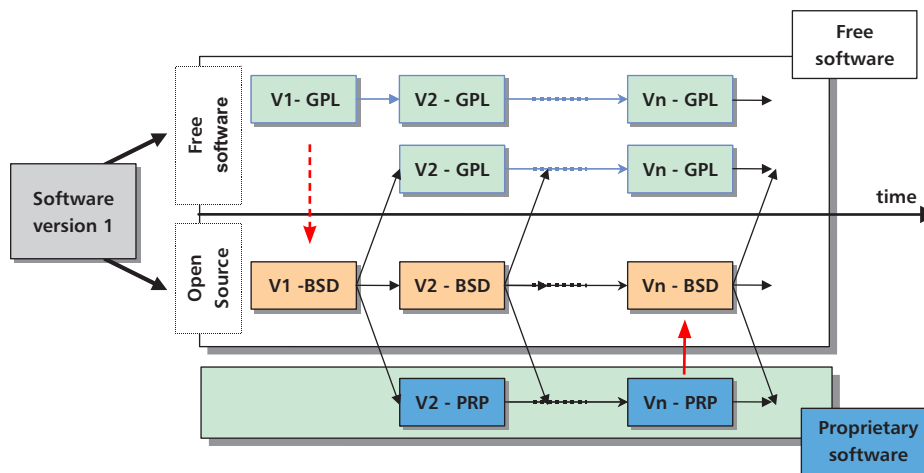 Free
software
Free
software
V1- GPL
V2 - GPL
Vn - GPL
V2 - GPL
Vn - GPL
Software
version 1
time
Open
Source
V1 -BSD
V2 - BSD
Vn - BSD
V2 - PRP
Vn - PRP
Proprietary
software